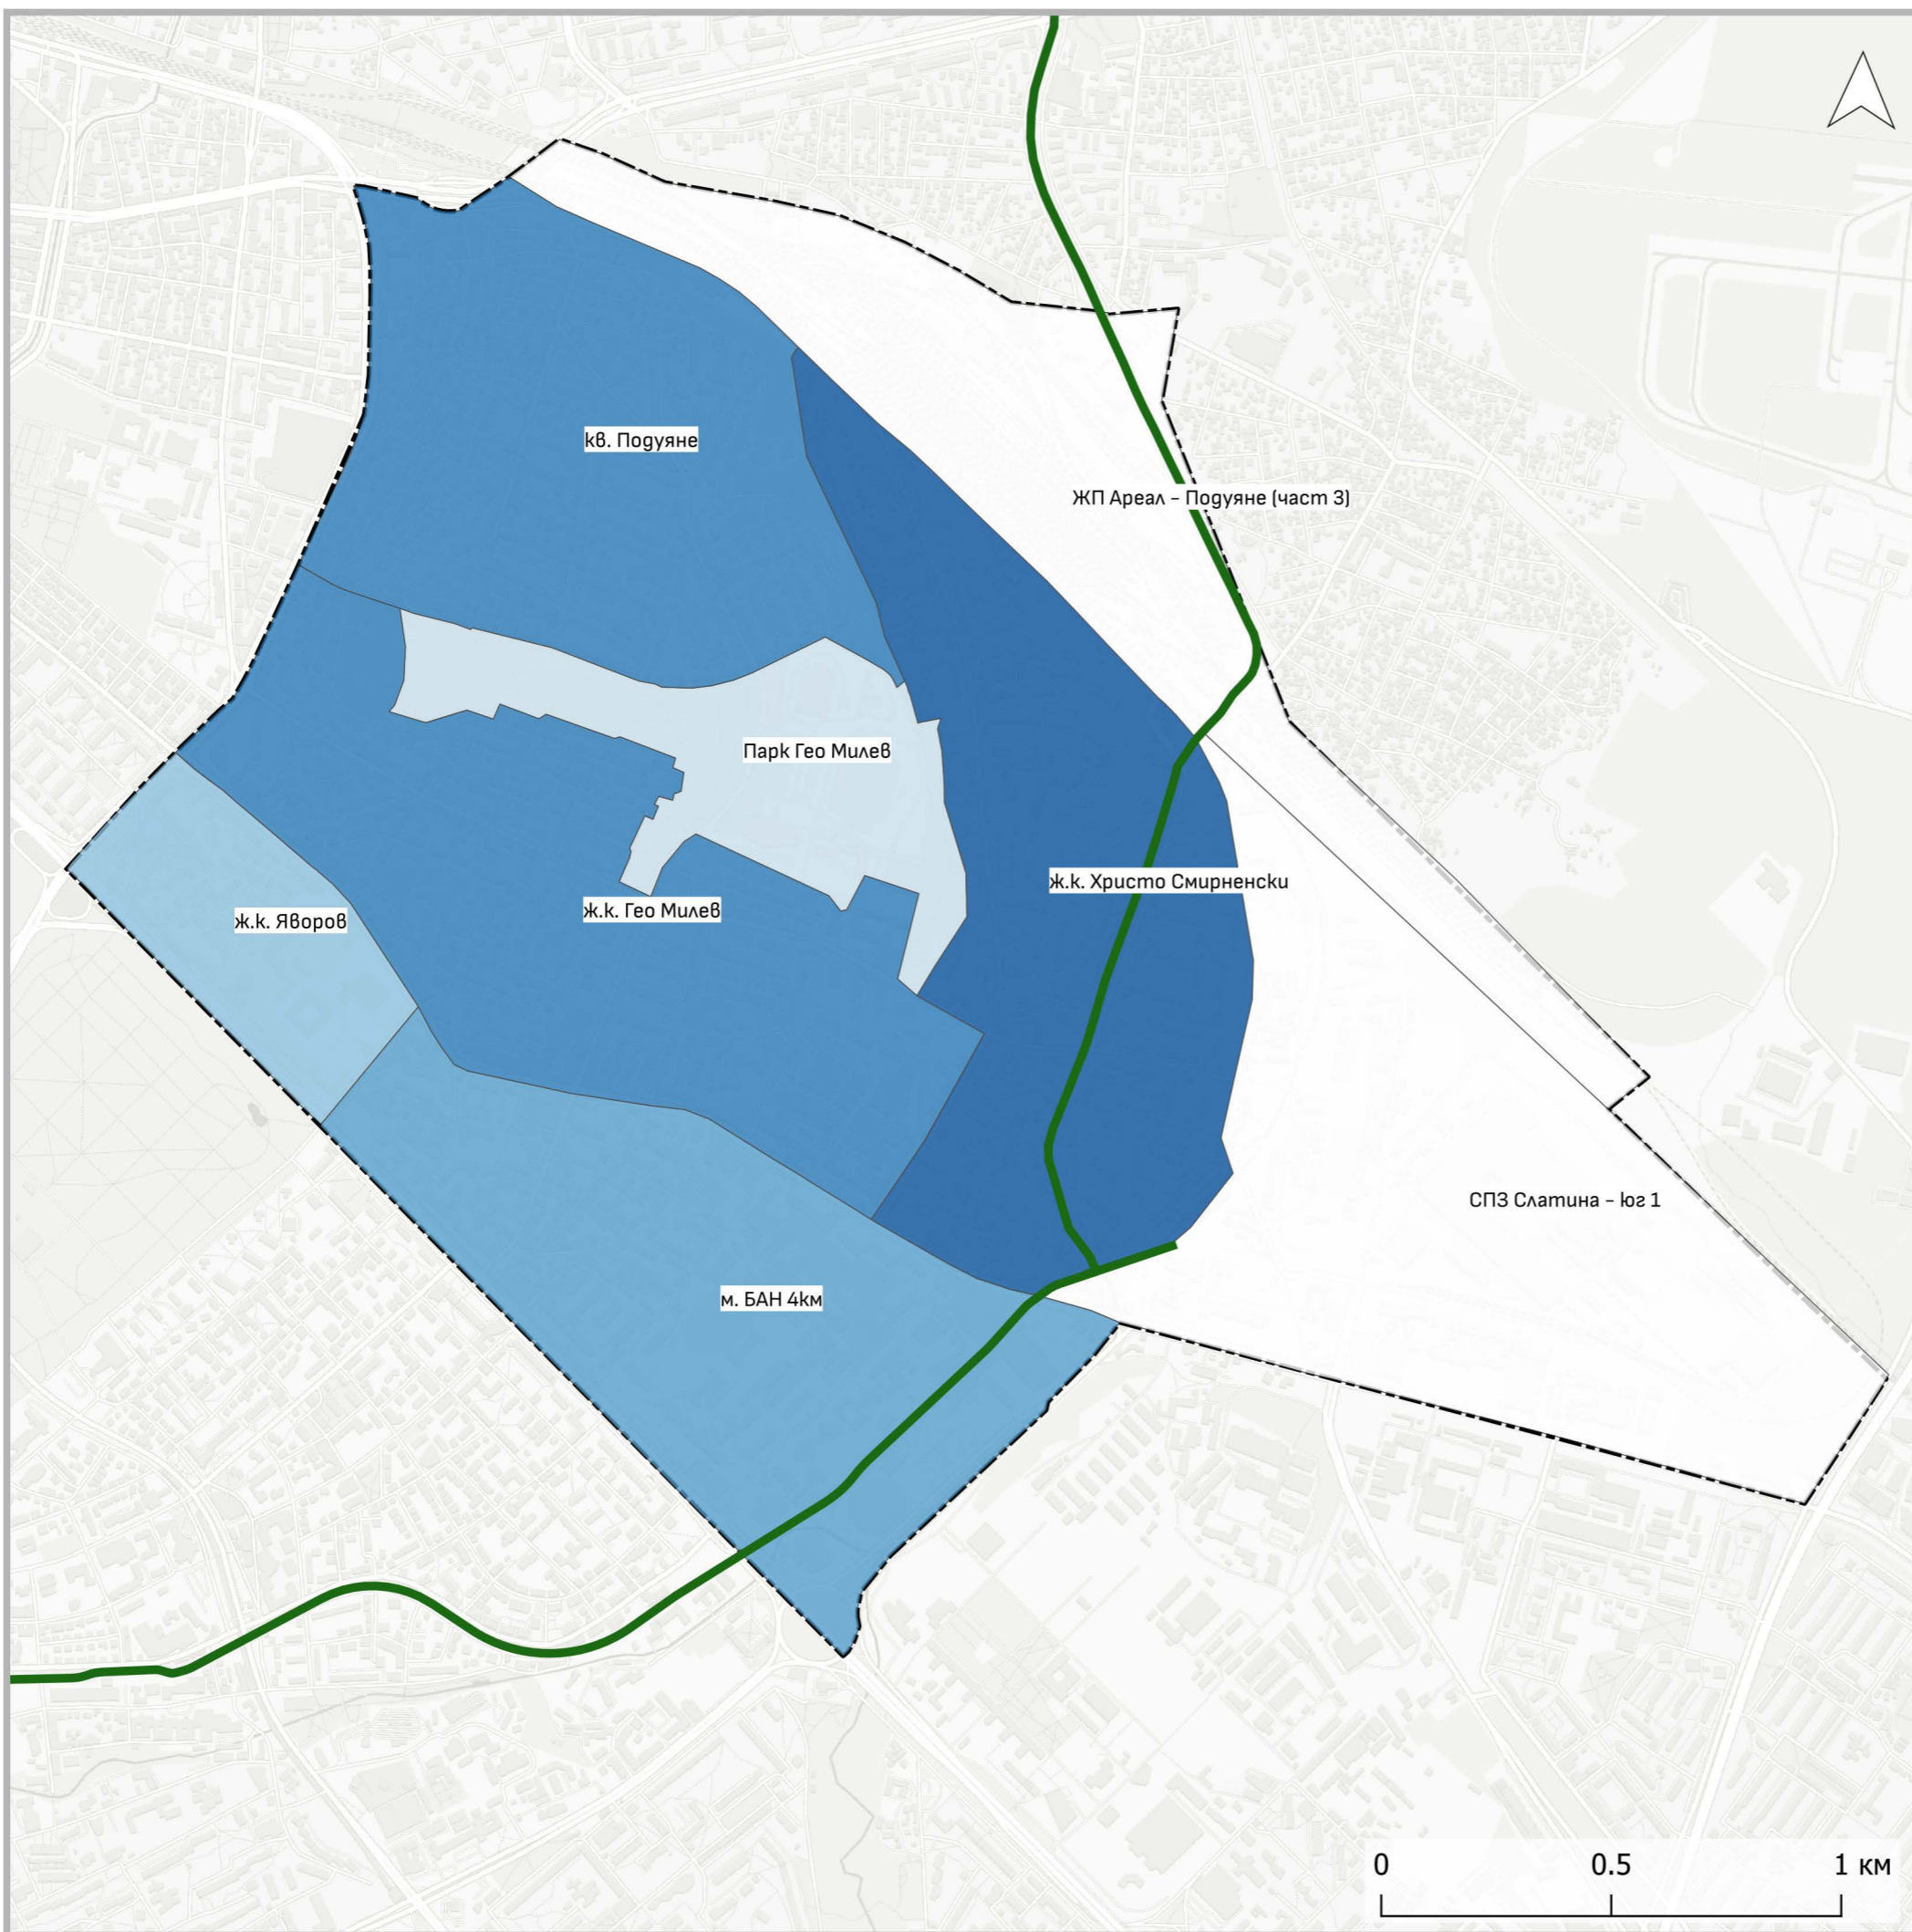 кв. Подуяне
ЖП Ареал - Подуяне (част 3)
Парк Гео Милев
ж.к. Христо Смирненски
ж.к. Гео Милев
ж.к. Яворов
СПЗ Слатина - юг 1
м. БАН 4км
0 0.5 1 км